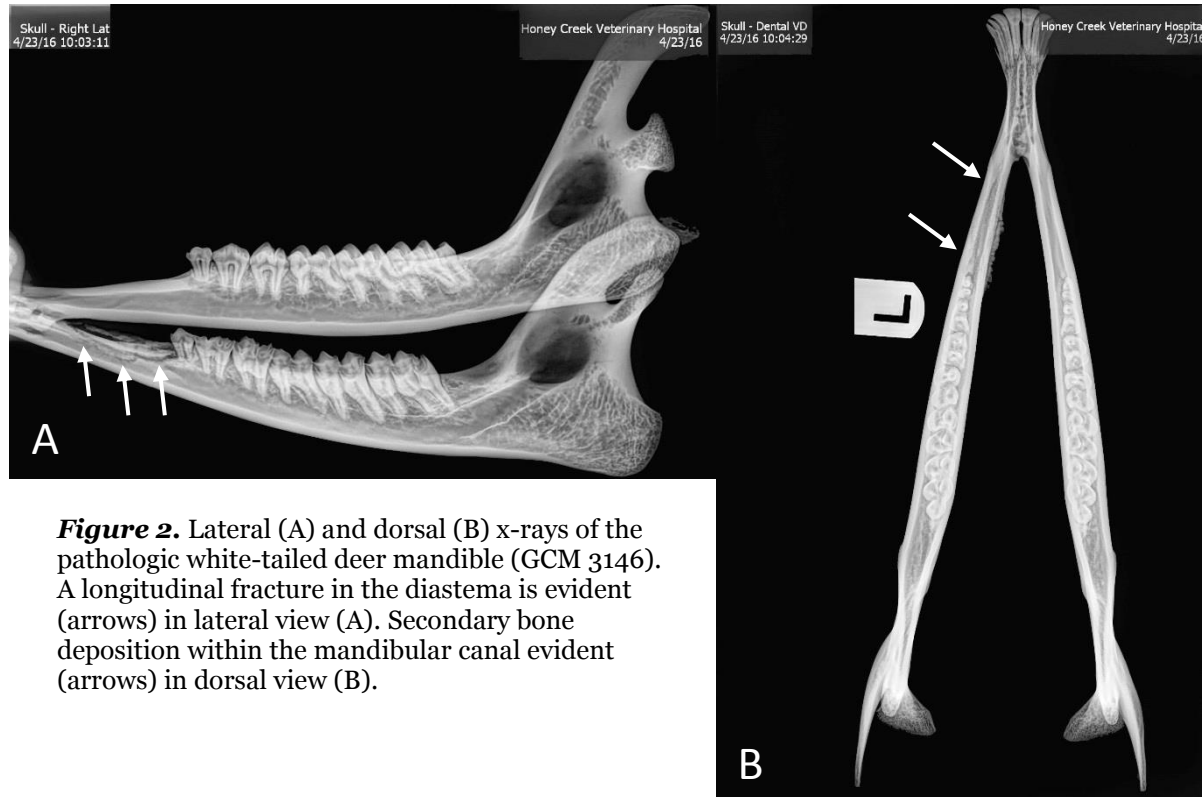 Skull - Right Lat
4/23/16 10:03:11
Honey Creek Veterinary Hospital
4/23/16
Skull - Dental VD
4/23/16 10:04:29
Honey Creek Veterinary Hospita
4/23/16
L
A
B
Figure 2. Lateral (A) and dorsal (B) x-rays of the
pathologic white-tailed deer mandible (GCM 3146).
A longitudinal fracture in the diastema is evident
(arrows) in lateral view (A). Secondary bone
deposition within the mandibular canal evident
(arrows) in dorsal view (B).